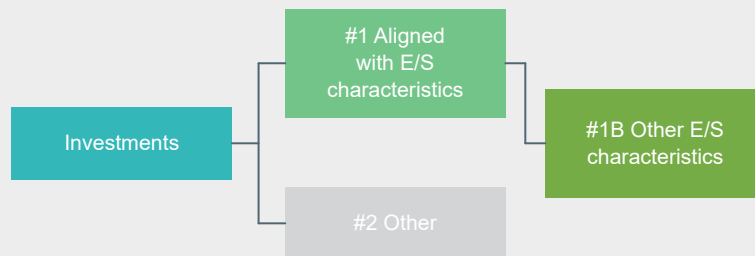 #1 Aligned
with E/S
characteristics
Investments
#1B Other E/S
characteristics
#2 Other